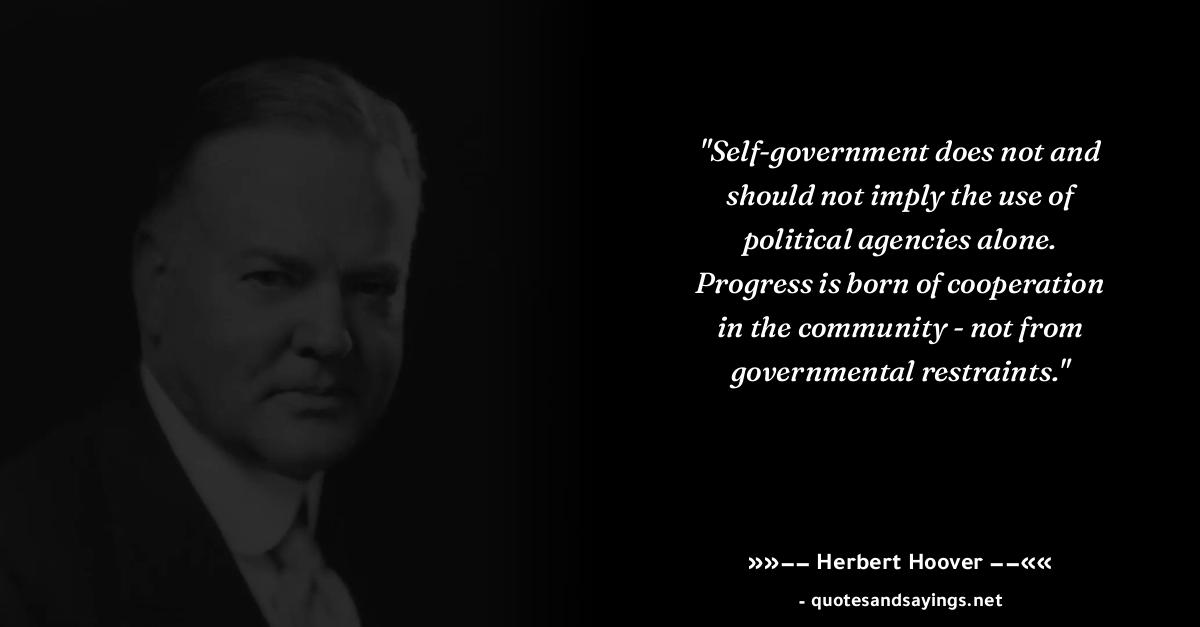 "Self-government does not and
should not imply the use of
political agencies alone.
Progress is born of cooperation
in the community - not from
governmental restraints."
»»−− Herbert Hoover −−««
- quotesandsayings.net